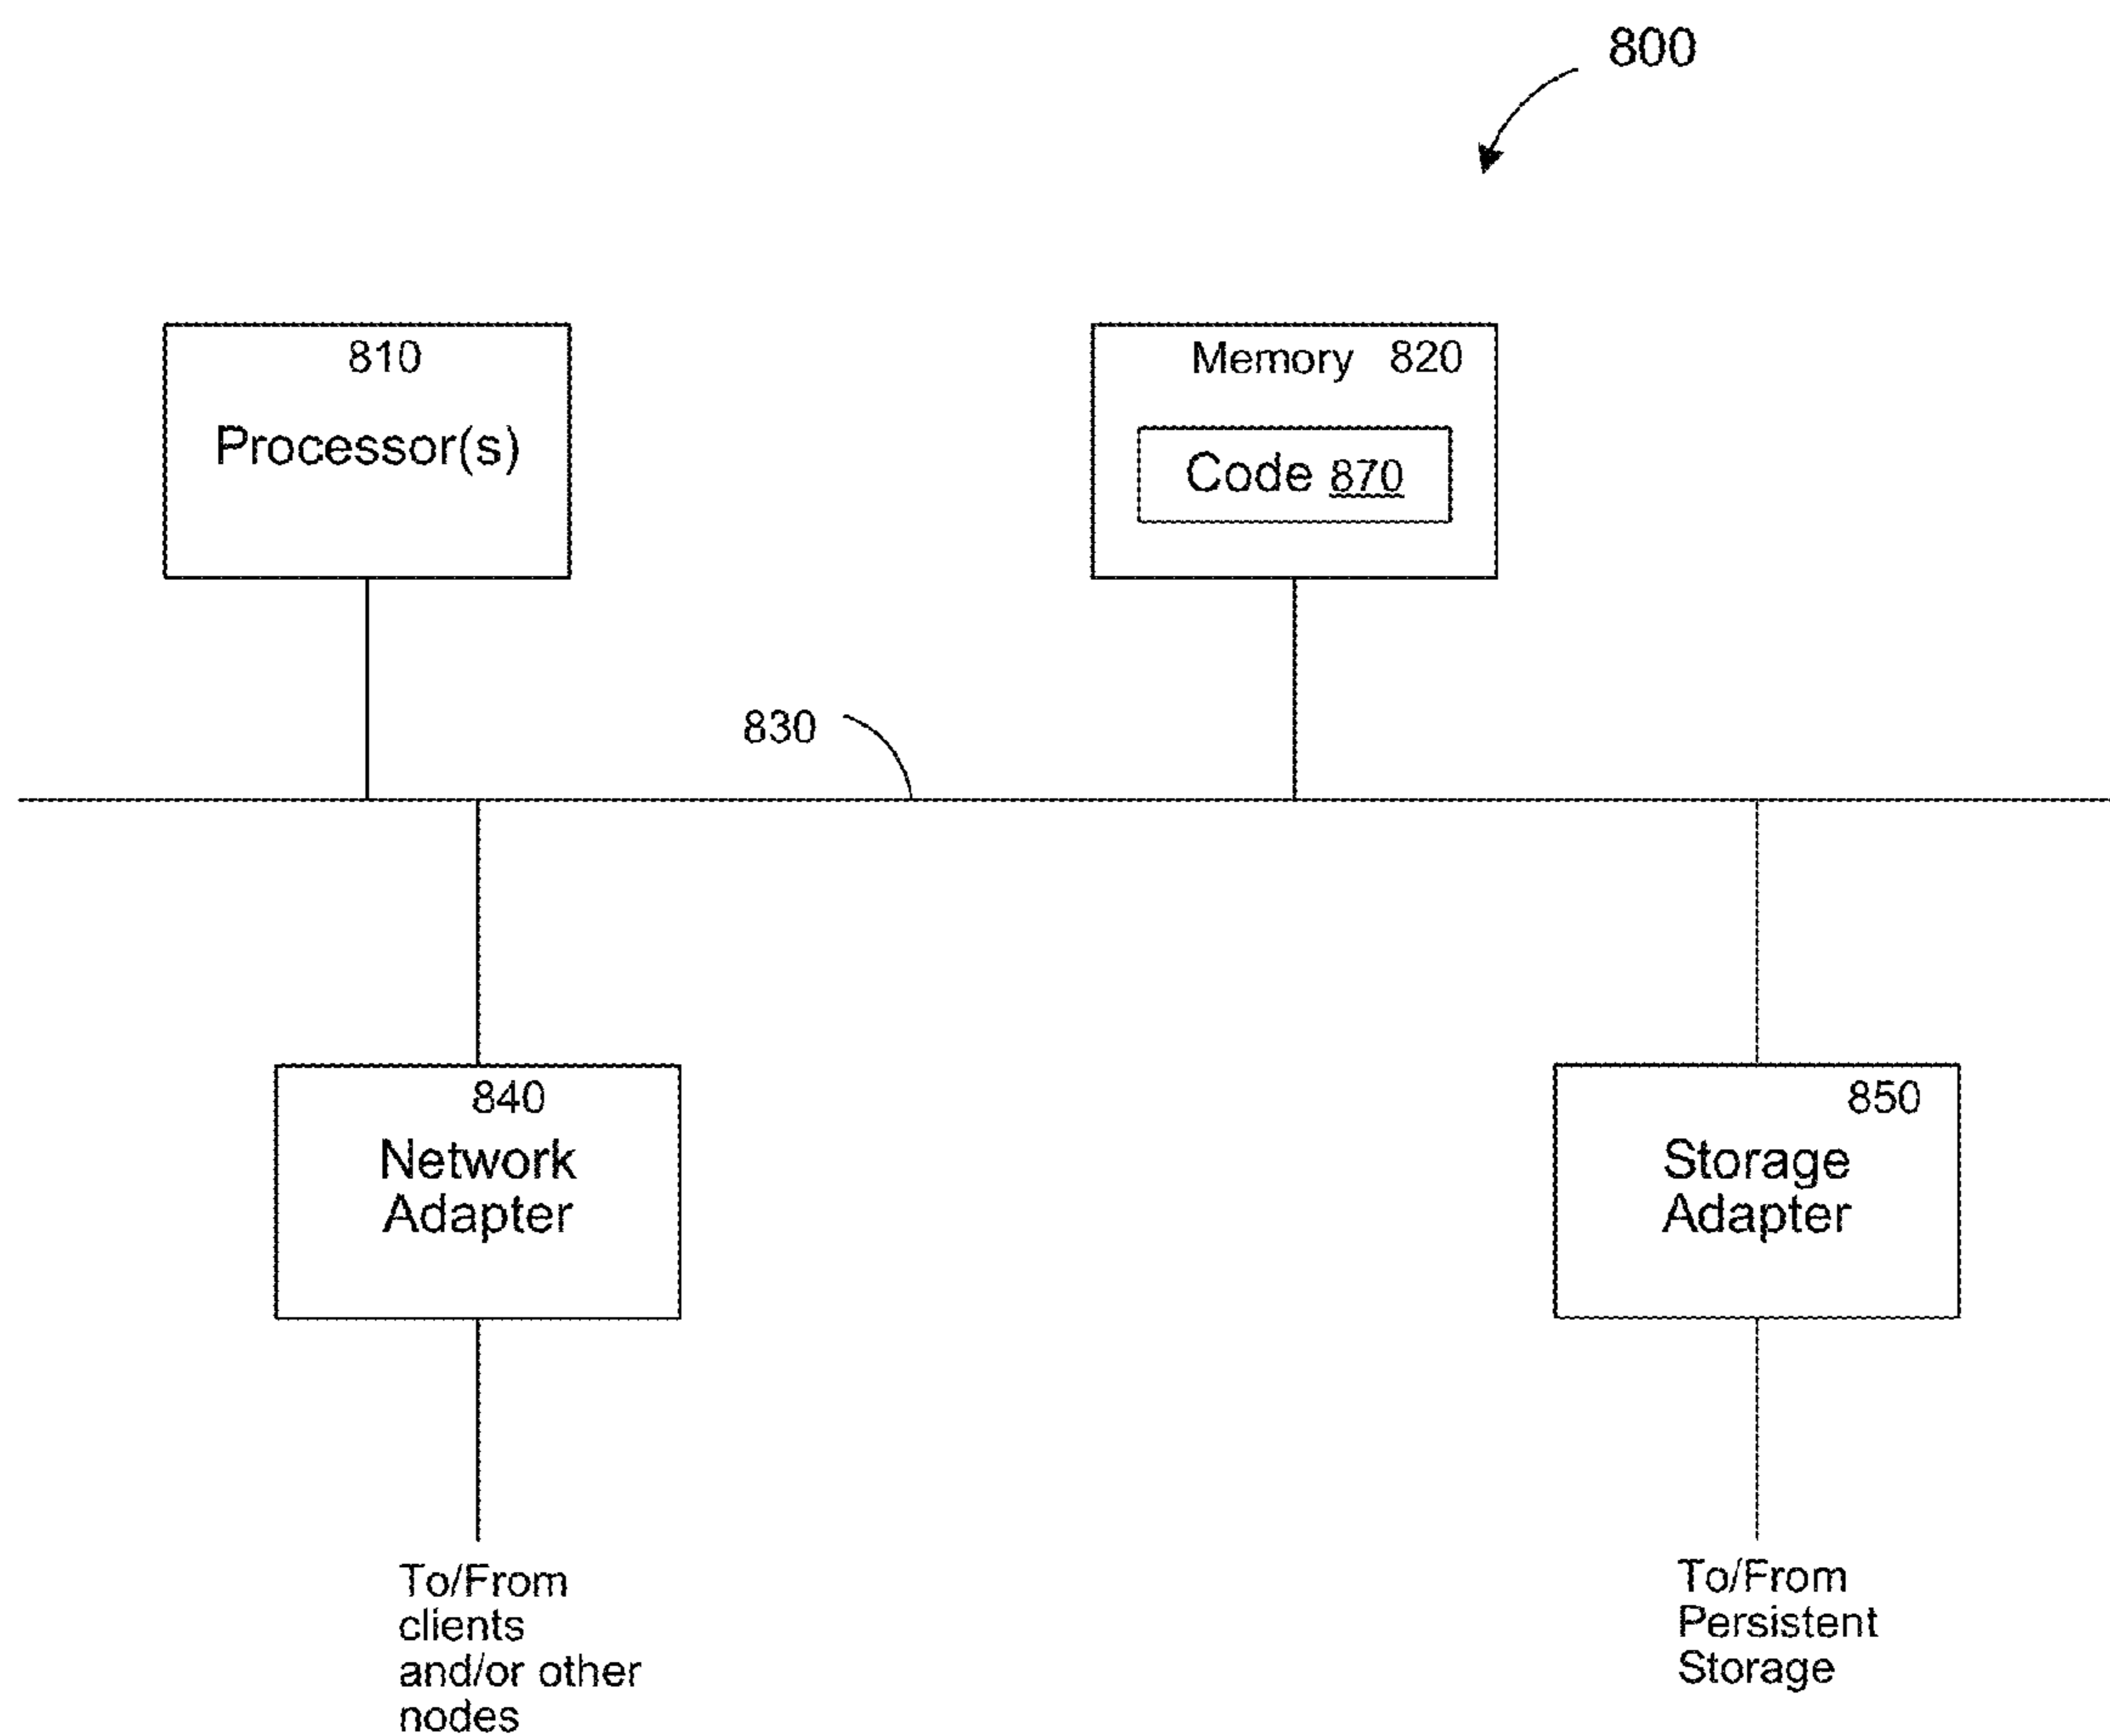 800
810
Processor(s)
Memory 820
Code 870
830
840
Network
Adapter
850
Storage
Adapter
To/From
clients
and/or other
nodes
To/From
Persistent
Storage